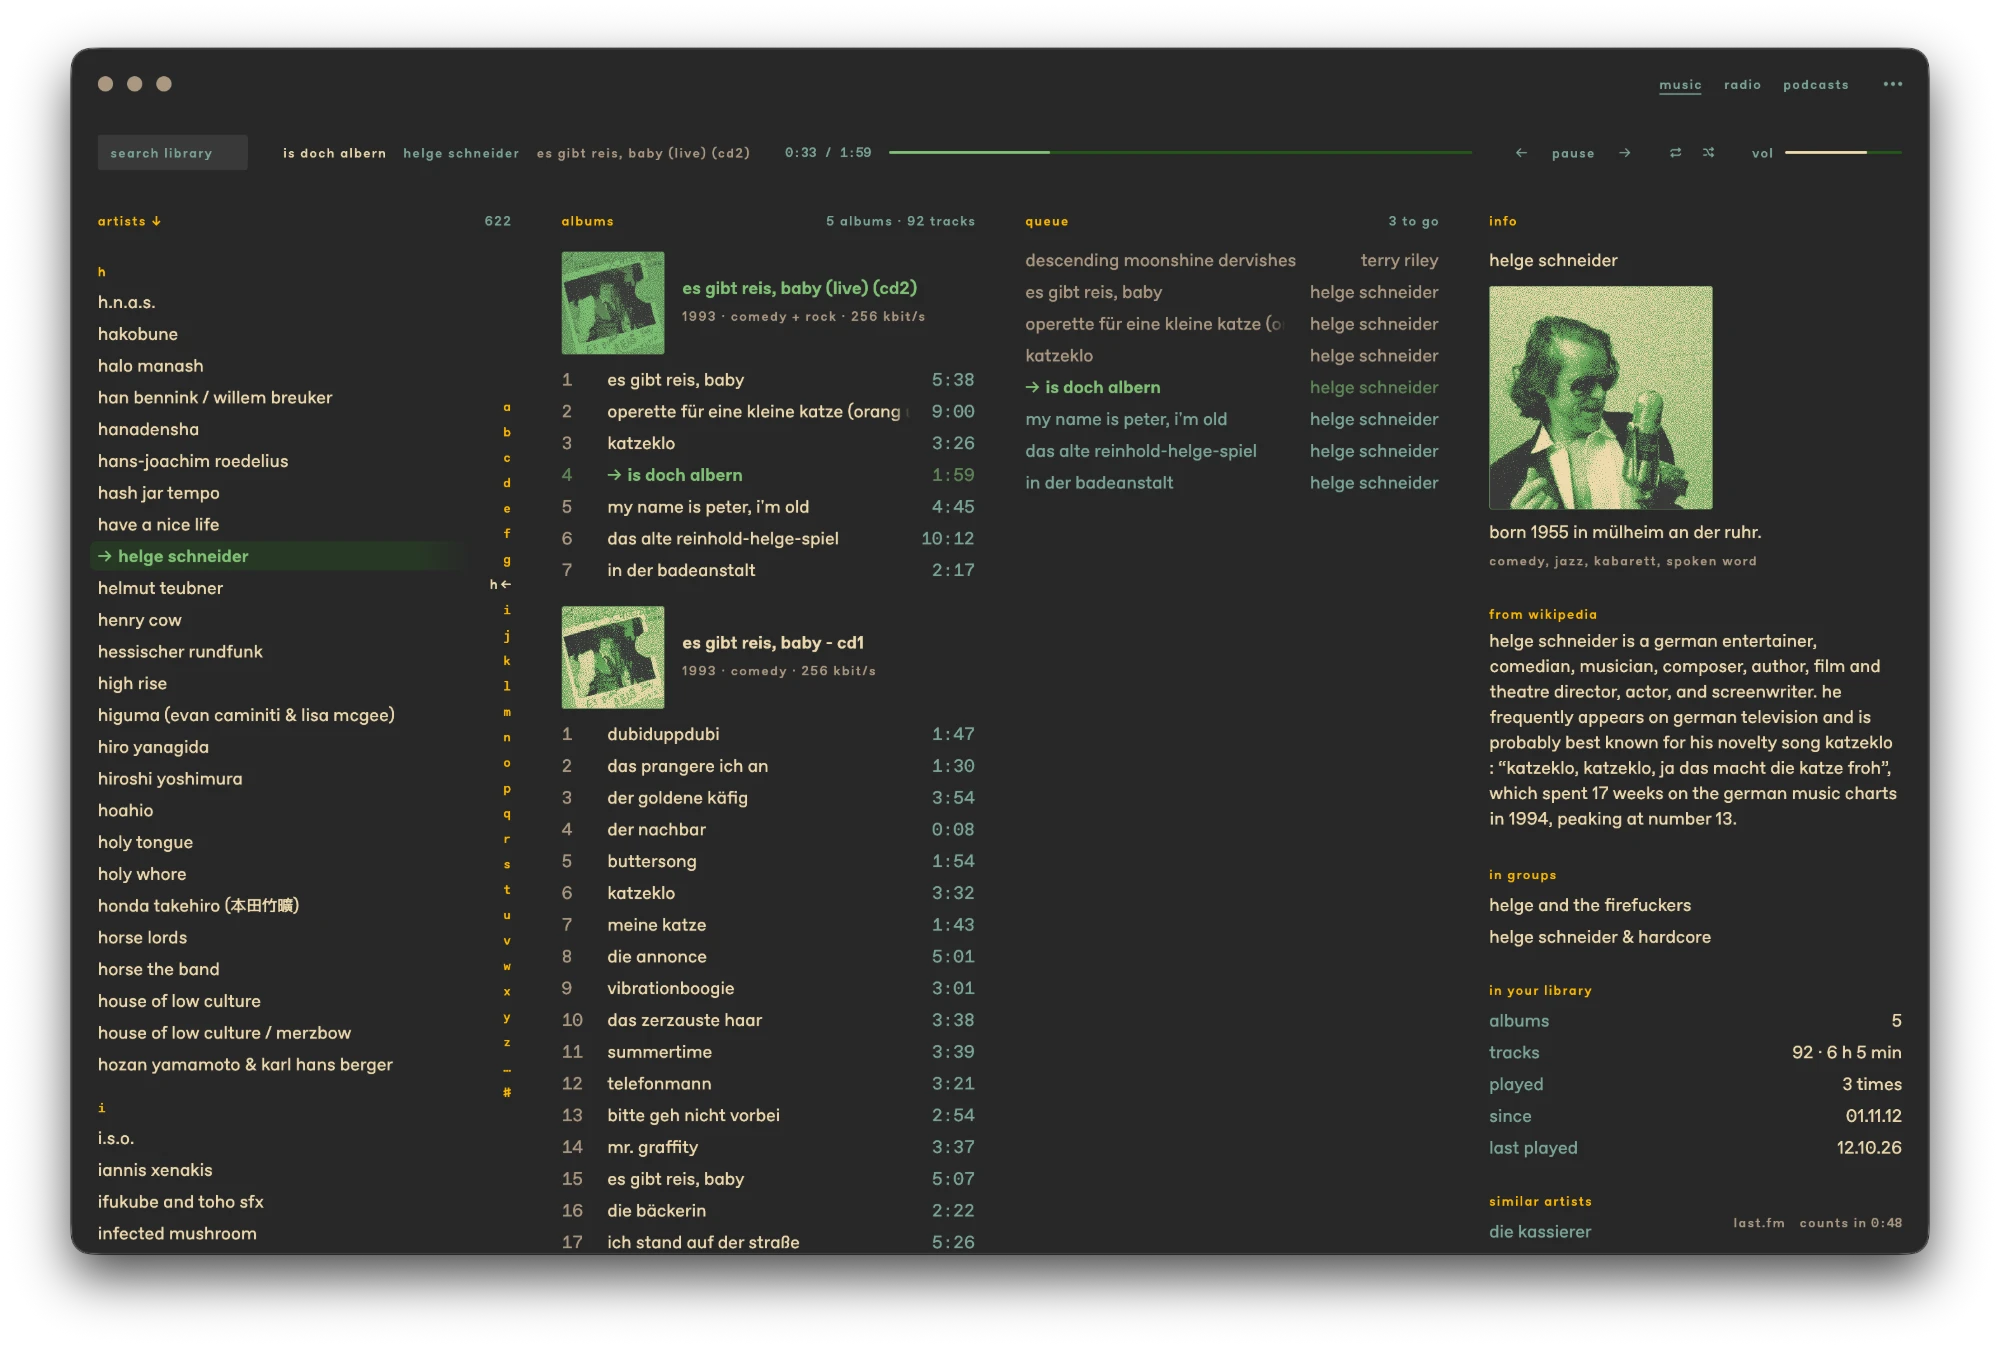 music radio podcasts •••
search library
is doch albern helge schneider es gibt reis, baby (live) (cd2) 0:33 / 1:59
← pause → vol
artists ↓ 622
h
h.n.a.s.
hakobune
halo manash
han bennink / willem breuker
hanadensha
hans-joachim roedelius
hash jar tempo
have a nice life
→ helge schneider
helmut teubner
henry cow
hessischer rundfunk
high rise
higuma (evan caminiti & lisa mcgee)
hiro yanagida
hiroshi yoshimura
hoahio
holy tongue
holy whore
honda takehiro (本田竹曠)
horse lords
horse the band
house of low culture
house of low culture / merzbow
hozan yamamoto & karl hans berger
i
i.s.o.
iannis xenakis
ifukube and toho sfx
infected mushroom
a
b
c
d
e
f
g
h ←
i
j
k
l
m
n
o
p
q
r
s
t
u
v
w
x
y
z
…
#
albums 5 albums · 92 tracks
es gibt reis, baby (live) (cd2)
1993 · comedy + rock · 256 kbit/s
1 es gibt reis, baby 5:38
2 operette für eine kleine katze (orang 9:00
3 katzeklo 3:26
4 → is doch albern 1:59
5 my name is peter, i'm old 4:45
6 das alte reinhold-helge-spiel 10:12
7 in der badeanstalt 2:17
es gibt reis, baby - cd1
1993 · comedy · 256 kbit/s
1 dubiduppdubi 1:47
2 das prangere ich an 1:30
3 der goldene käfig 3:54
4 der nachbar 0:08
5 buttersong 1:54
6 katzeklo 3:32
7 meine katze 1:43
8 die annonce 5:01
9 vibrationboogie 3:01
10 das zerzauste haar 3:38
11 summertime 3:39
12 telefonmann 3:21
13 bitte geh nicht vorbei 2:54
14 mr. graffity 3:37
15 es gibt reis, baby 5:07
16 die bäckerin 2:22
17 ich stand auf der straße 5:26
queue 3 to go
descending moonshine dervishes terry riley
es gibt reis, baby helge schneider
operette für eine kleine katze (o helge schneider
katzeklo helge schneider
→ is doch albern helge schneider
my name is peter, i'm old helge schneider
das alte reinhold-helge-spiel helge schneider
in der badeanstalt helge schneider
info
helge schneider
born 1955 in mülheim an der ruhr.
comedy, jazz, kabarett, spoken word
from wikipedia
helge schneider is a german entertainer,
comedian, musician, composer, author, film and
theatre director, actor, and screenwriter. he
frequently appears on german television and is
probably best known for his novelty song katzeklo
: “katzeklo, katzeklo, ja das macht die katze froh”,
which spent 17 weeks on the german music charts
in 1994, peaking at number 13.
in groups
helge and the firefuckers
helge schneider & hardcore
in your library
albums 5
tracks 92 · 6 h 5 min
played 3 times
since 01.11.12
last played 12.10.26
similar artists
die kassierer
last.fm counts in 0:48